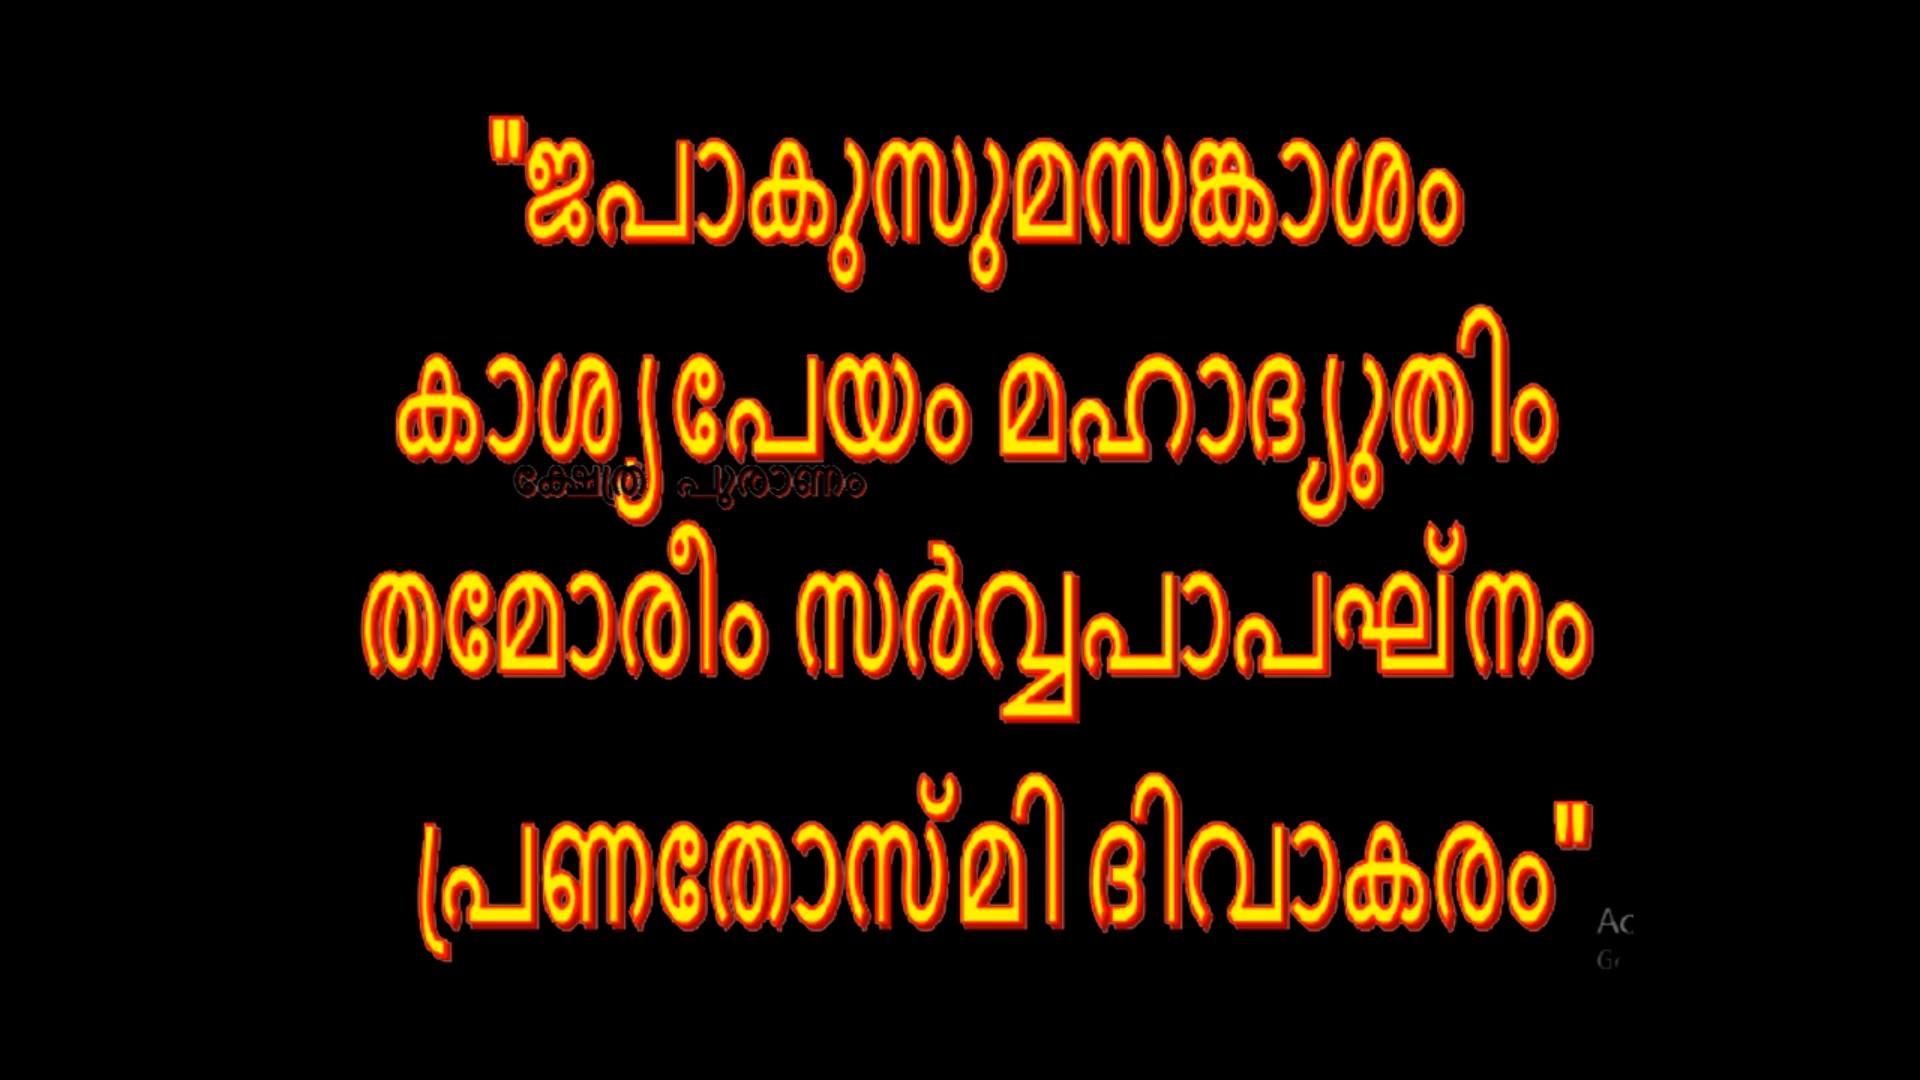 "ജപാകുസുമസങ്കാശം
കാശ്യപേയം മഹാദ്യുതിം
ക്ഷേത്ര പുരാണം
തമോരീം സർവ്വപാപഘ്നം
പ്രണതോസ്മി ദിവാകരം"